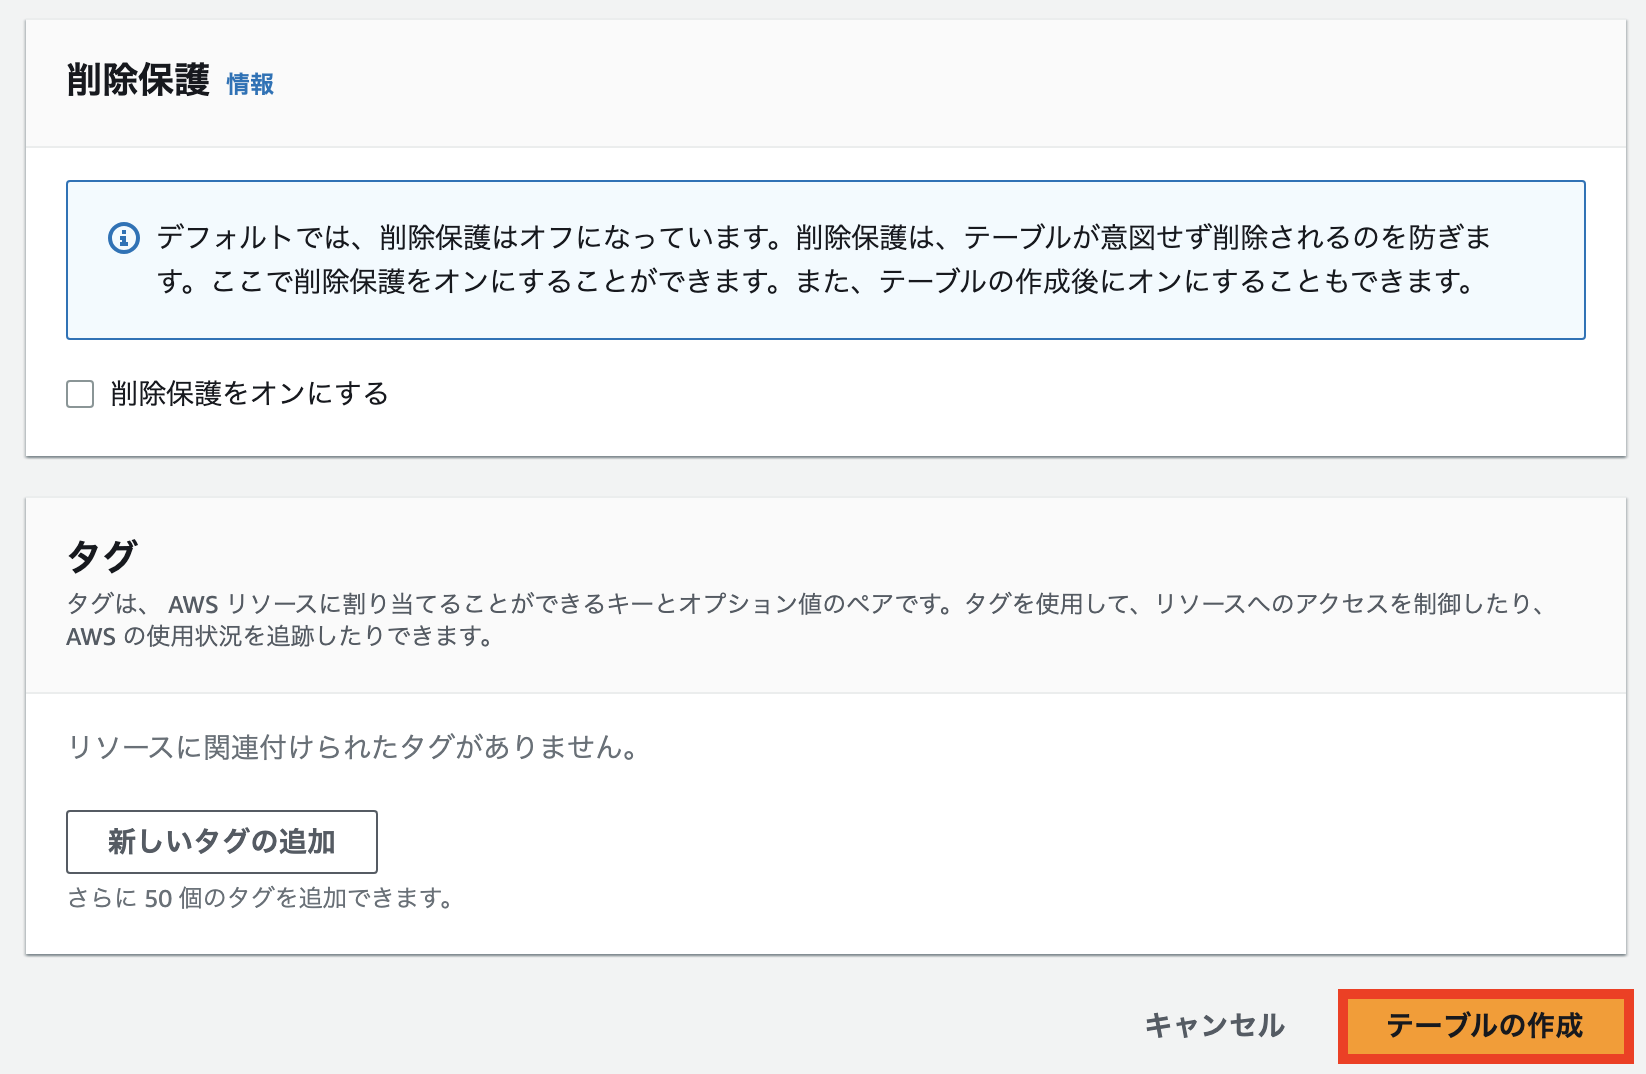 削除保護 情報
デフォルトでは、削除保護はオフになっています。削除保護は、テーブルが意図せず削除されるのを防ぎま
す。ここで削除保護をオンにすることができます。また、テーブルの作成後にオンにすることもできます。
削除保護をオンにする
タグ
タグは、 AWS リソースに割り当てることができるキーとオプション値のペアです。タグを使用して、リソースへのアクセスを制御したり、
AWS の使用状況を追跡したりできます。
リソースに関連付けられたタグがありません。
新しいタグの追加
さらに 50 個のタグを追加できます。
キャンセル テーブルの作成